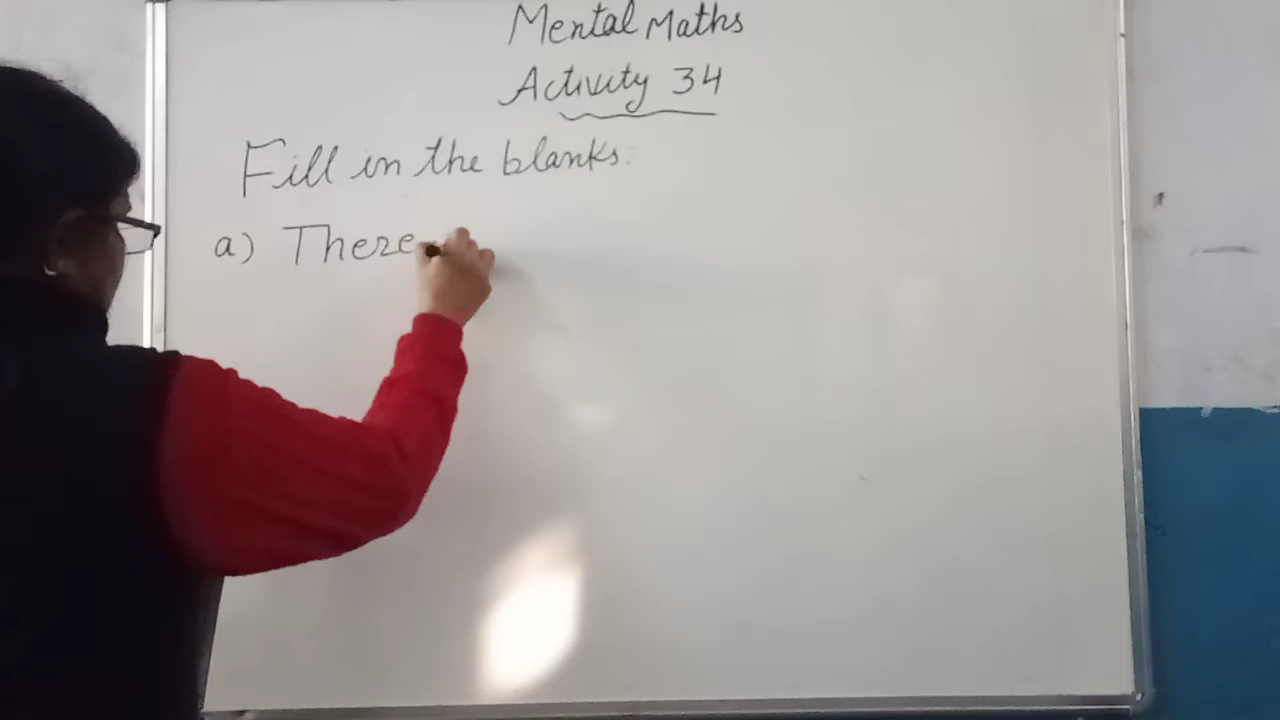 Mental Maths
Activity 34
Fill in the blanks:
a) There